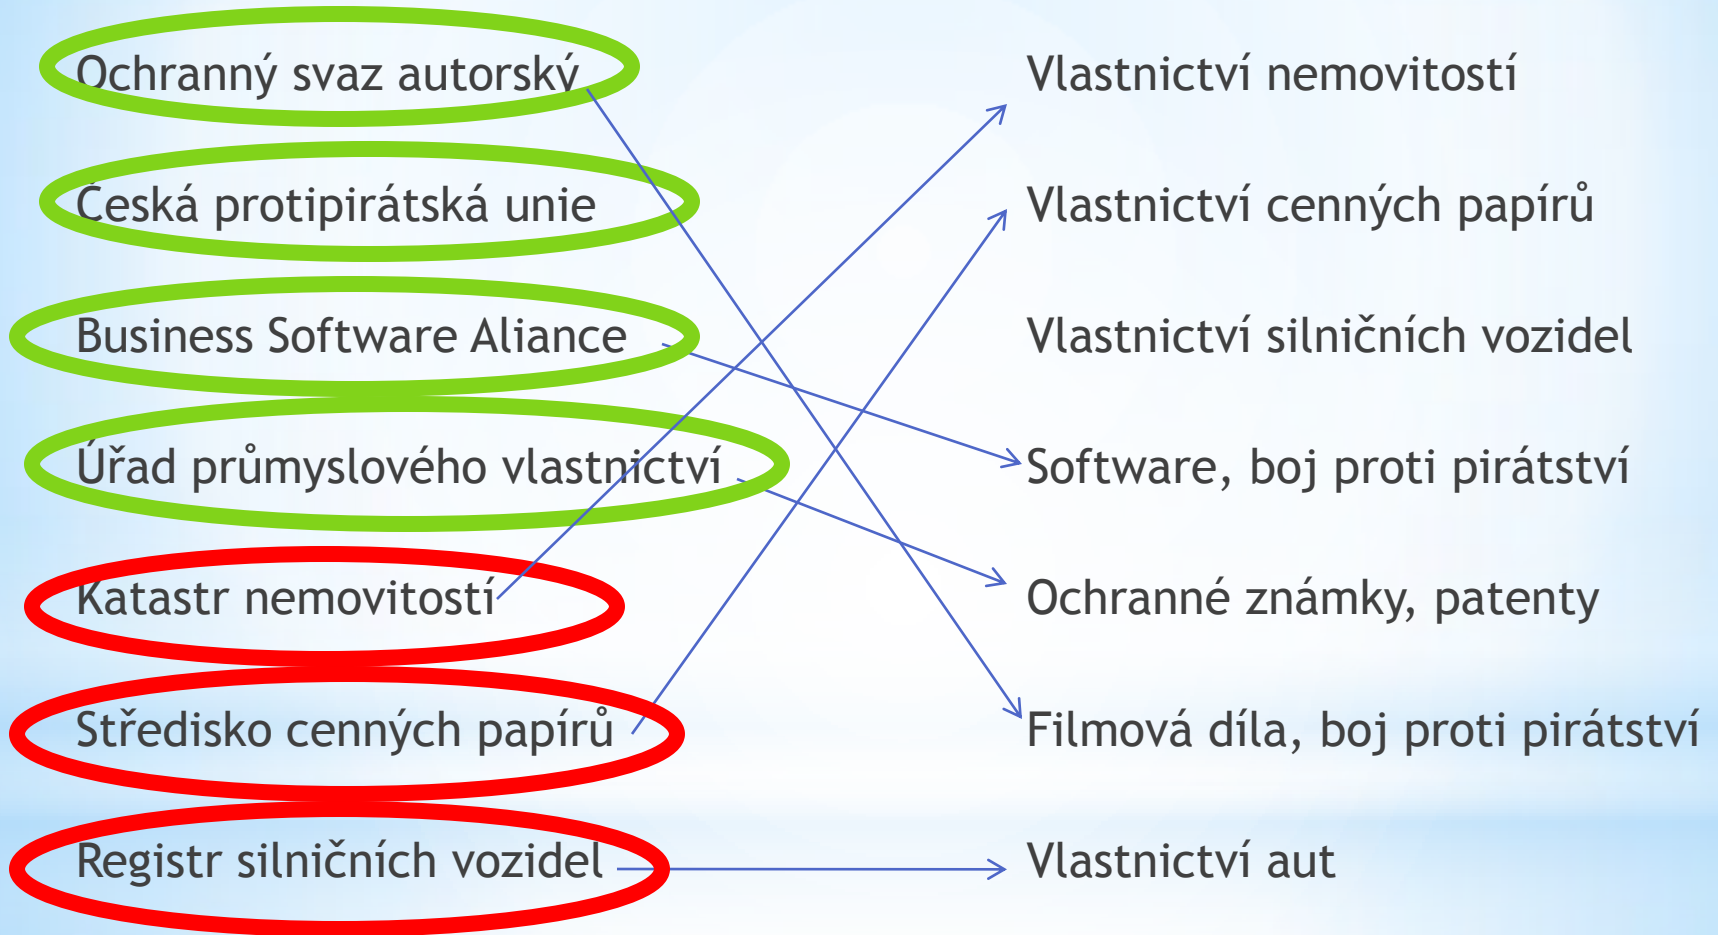 Ochranný svaz autorský
Vlastnictví nemovitostí
Česká protipirátská unie
Vlastnictví cenných papírů
Business Software Aliance
Vlastnictví silničních vozidel
Úřad průmyslového vlastnictví
Software, boj proti pirátství
Katastr nemovitostí
Ochranné známky, patenty
Středisko cenných papírů
Filmová díla, boj proti pirátství
Registr silničních vozidel
Vlastnictví aut